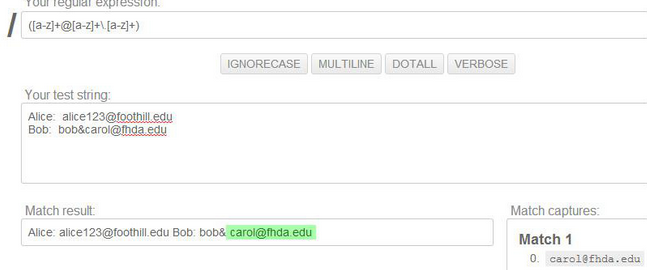 Your regular expression:
/ ([a-z]+@[a-z]+\.[a-z]+)
IGNORECASE MULTILINE DOTALL VERBOSE
Your test string:
Alice:  alice123@foothill.edu
Bob:  bob&carol@fhda.edu
Match result:
Alice: alice123@foothill.edu Bob: bob&carol@fhda.edu
Match captures:
Match 1
0. carol@fhda.edu